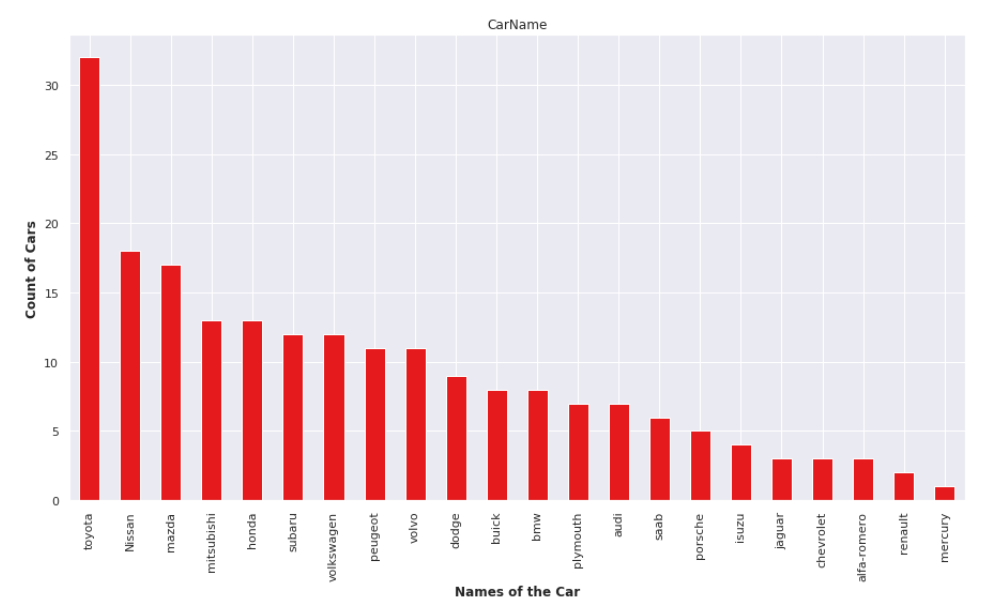 CarName
30
25
20
15
10
5
0
Count of Cars
toyota
Nissan
mazda
mitsubishi
honda
subaru
volkswagen
peugeot
volvo
dodge
buick
bmw
plymouth
audi
saab
porsche
isuzu
jaguar
chevrolet
alfa-romero
renault
mercury
Names of the Car